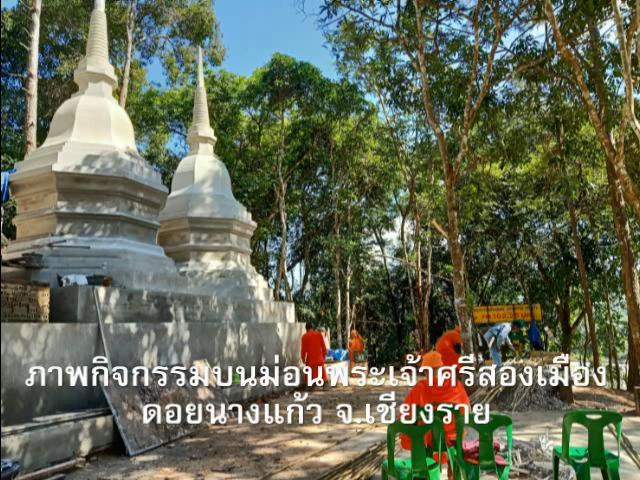 ภาพกิจกรรมบนม่อนพระเจ้าศรีสองเมือง
ดอยนางแก้ว จ.เชียงราย